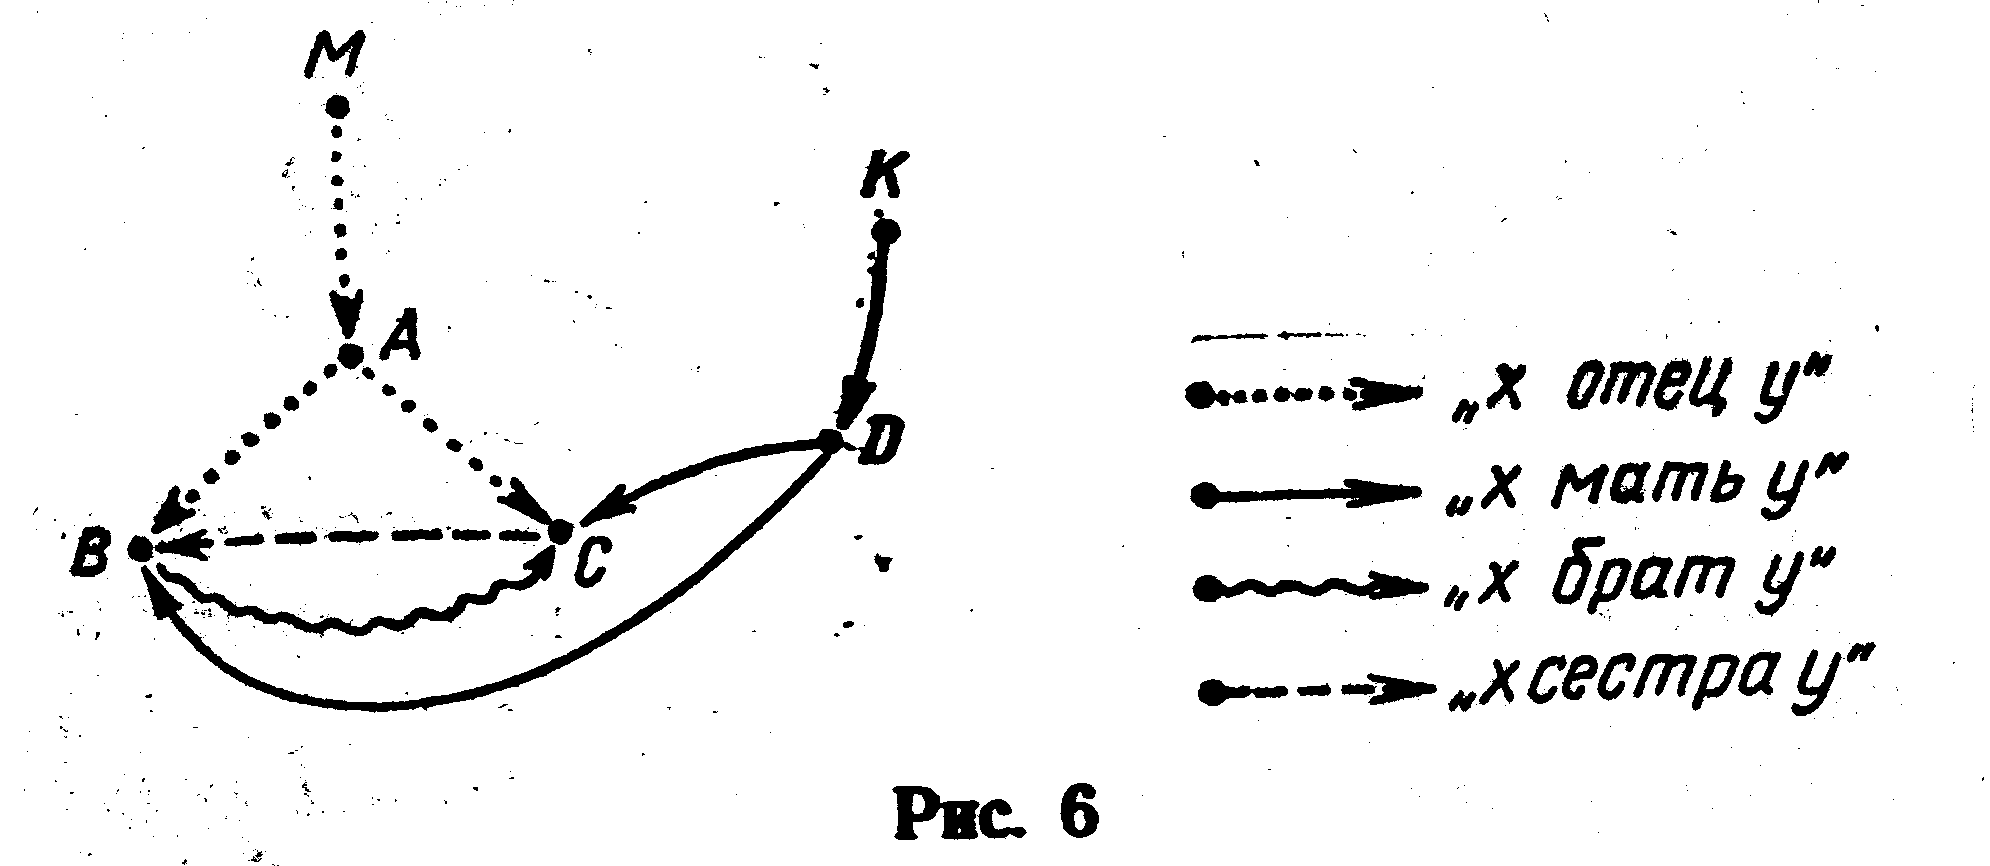 M
K
A
D
B
C
„x отец y”
„x мать y”
„x брат y”
„x сестра y”
Рис. 6